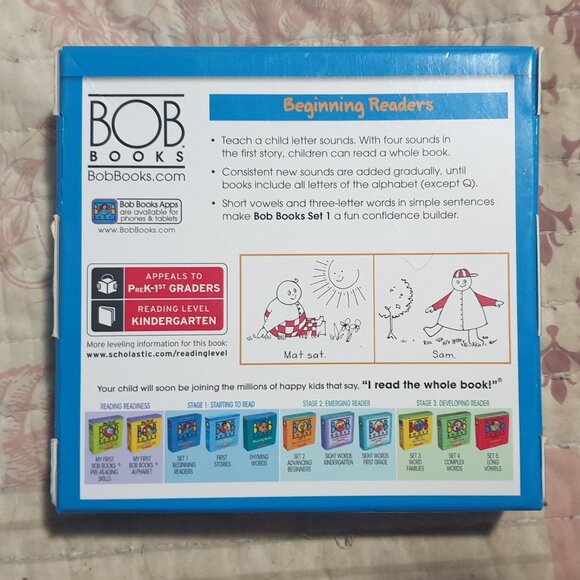 BOB
BOOKS
BobBooks.com
Bob Books Apps
are available for
phones & tablets
www.BobBooks.com
Beginning Readers
• Teach a child letter sounds. With four sounds in
the first story, children can read a whole book.
• Consistent new sounds are added gradually, until
books include all letters of the alphabet (except Q).
• Short vowels and three-letter words in simple sentences
make Bob Books Set 1 a fun confidence builder.
APPEALS TO
PREK-1ST GRADERS
READING LEVEL
KINDERGARTEN
More leveling information for this book:
www.scholastic.com/readinglevel
Mat sat.
Sam.
Your child will soon be joining the millions of happy kids that say, "I read the whole book!"®
READING READINESS
STAGE 1: STARTING TO READ
STAGE 2: EMERGING READER
STAGE 3: DEVELOPING READER
MY FIRST
BOB BOOKS®
PRE-READING
SKILLS
MY FIRST
BOB BOOKS®
ALPHABET
SET 1
BEGINNING
READERS
FIRST
STORIES
RHYMING
WORDS
SET 2
ADVANCING
BEGINNERS
SIGHT WORDS
KINDERGARTEN
SIGHT WORDS
FIRST GRADE
SET 3
WORD
FAMILIES
SET 4
COMPLEX
WORDS
SET 5
LONG
VOWELS